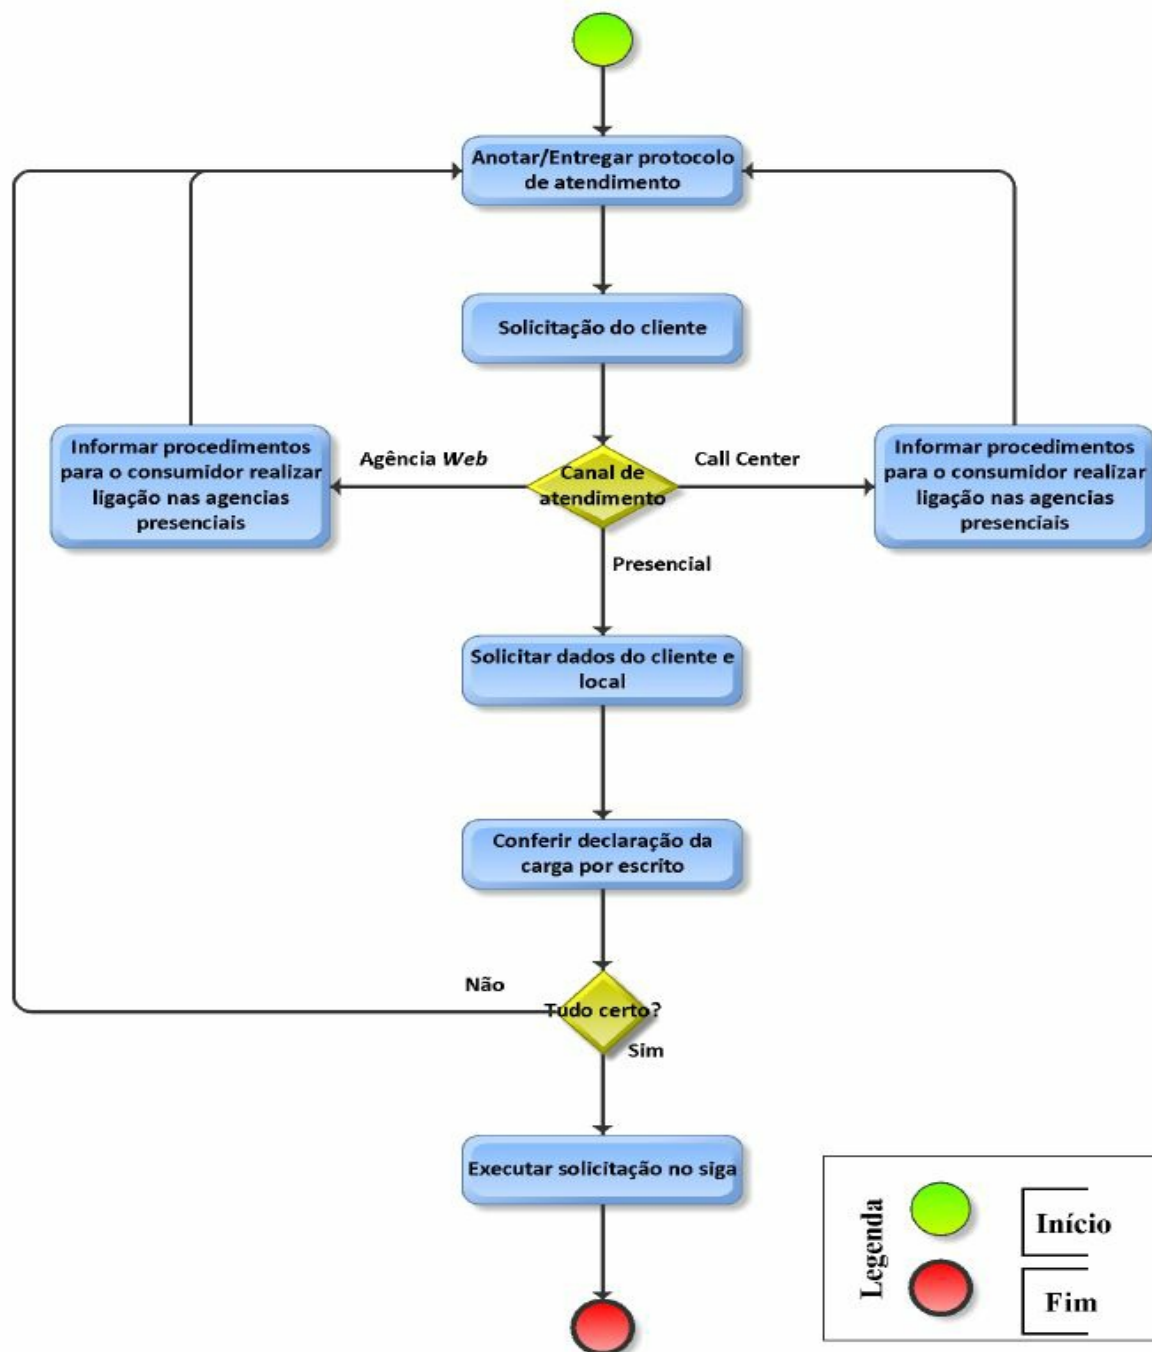 Anotar/Entregar protocolo
de atendimento
Solicitação do cliente
Informar procedimentos
para o consumidor realizar
ligação nas agencias
presenciais
Agência Web
Canal de
atendimento
Call Center
Informar procedimentos
para o consumidor realizar
ligação nas agencias
presenciais
Presencial
Solicitar dados do cliente e
local
Conferir declaração da
carga por escrito
Não
Tudo certo?
Sim
Executar solicitação no siga
Legenda
Início
Fim